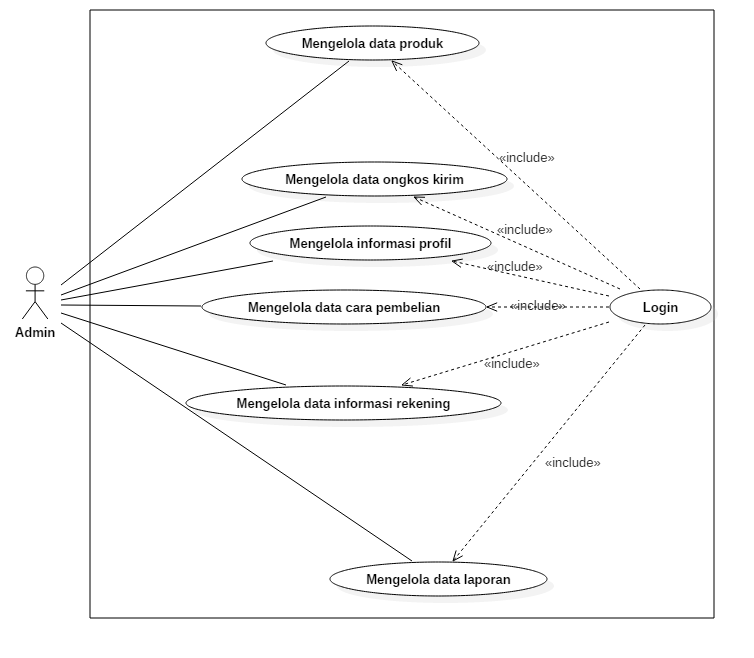 Mengelola data produk
«include»
Mengelola data ongkos kirim
«include»
Mengelola informasi profil
«include»
Mengelola data cara pembelian
«include»
Login
Admin
«include»
Mengelola data informasi rekening
«include»
Mengelola data laporan